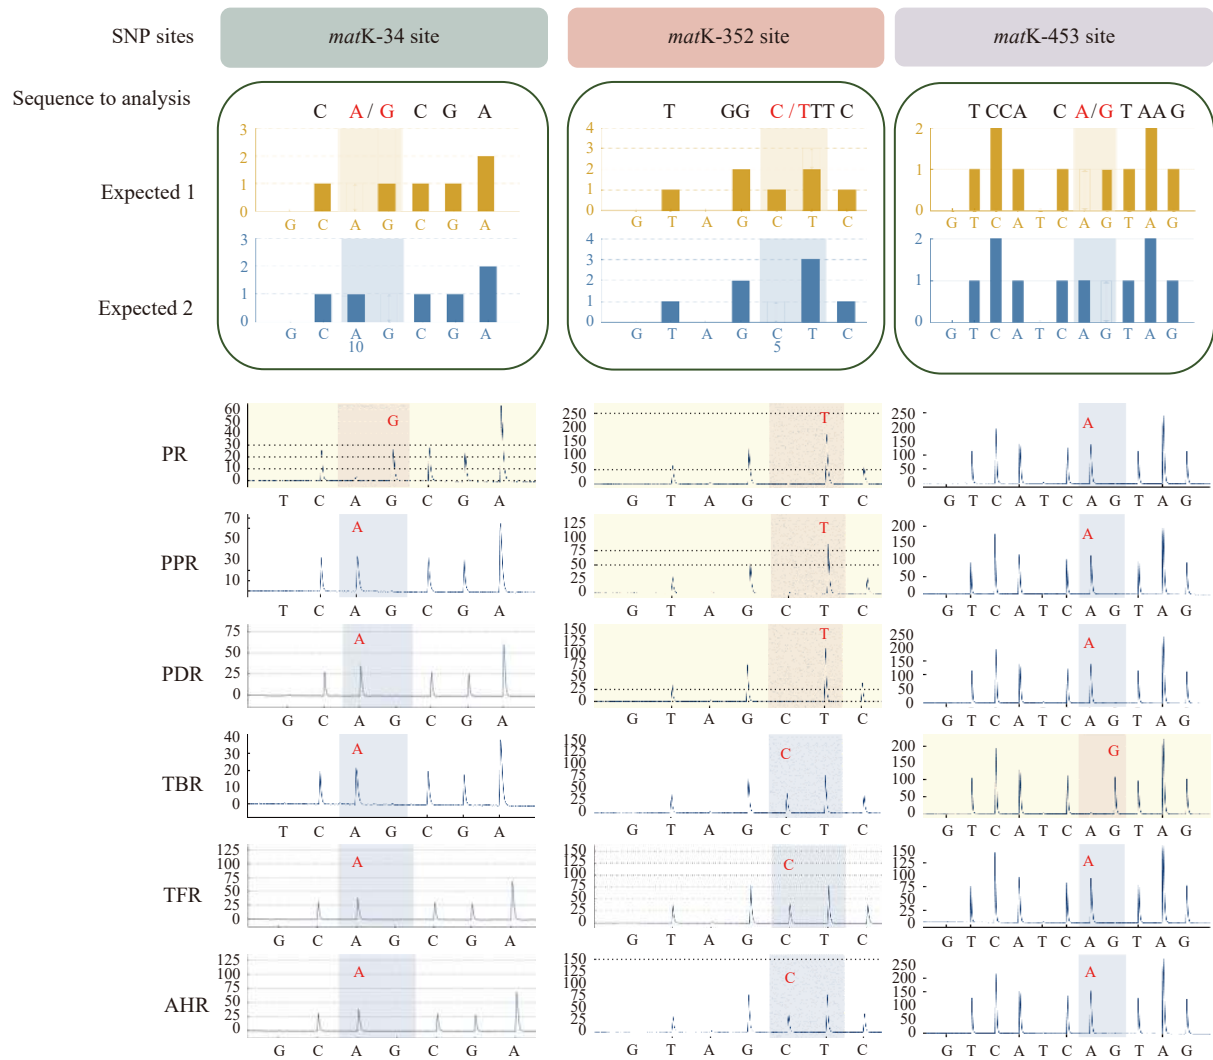 SNP sites
matK-34 site
matK-352 site
matK-453 site
Sequence to analysis
C A / G C G A
T GG C / TTT C
T CCA C A/G T AA G
Expected 1
3
2
1
0
G C A G C G A
4
3
2
1
0
G T A G C T C
2
1
0
G T C A T C A G T A G
Expected 2
3
2
1
0
G C A G C G A
10
4
3
2
1
0
G T A G C T C
5
2
1
0
G T C A T C A G T A G
PR
60
50
40
30
20
10
0
G
T C A G C G A
250
200
150
100
50
0
T
G T A G C T C
250
200
150
100
50
0
A
G T C A T C A G T A G
PPR
70
50
30
10
A
T C A G C G A
125
100
75
50
25
0
T
G T A G C T C
200
150
100
50
0
A
G T C A T C A G T A G
PDR
75
50
25
0
A
G C A G C G A
150
125
100
75
50
25
0
T
G T A G C T C
250
200
150
100
50
0
A
G T C A T C A G T A G
TBR
40
30
20
10
0
A
T C A G C G A
150
125
100
75
50
25
0
C
G T A G C T C
200
150
100
50
0
G
G T C A T C A G T A G
TFR
125
100
75
50
25
0
A
G C A G C G A
150
125
100
75
50
25
0
C
G T A G C T C
150
125
100
75
50
25
0
A
G T C A T C A G T A G
AHR
125
100
75
50
25
0
A
G C A G C G A
150
125
100
75
50
25
0
C
G T A G C T C
250
200
150
100
50
0
A
G T C A T C A G T A G